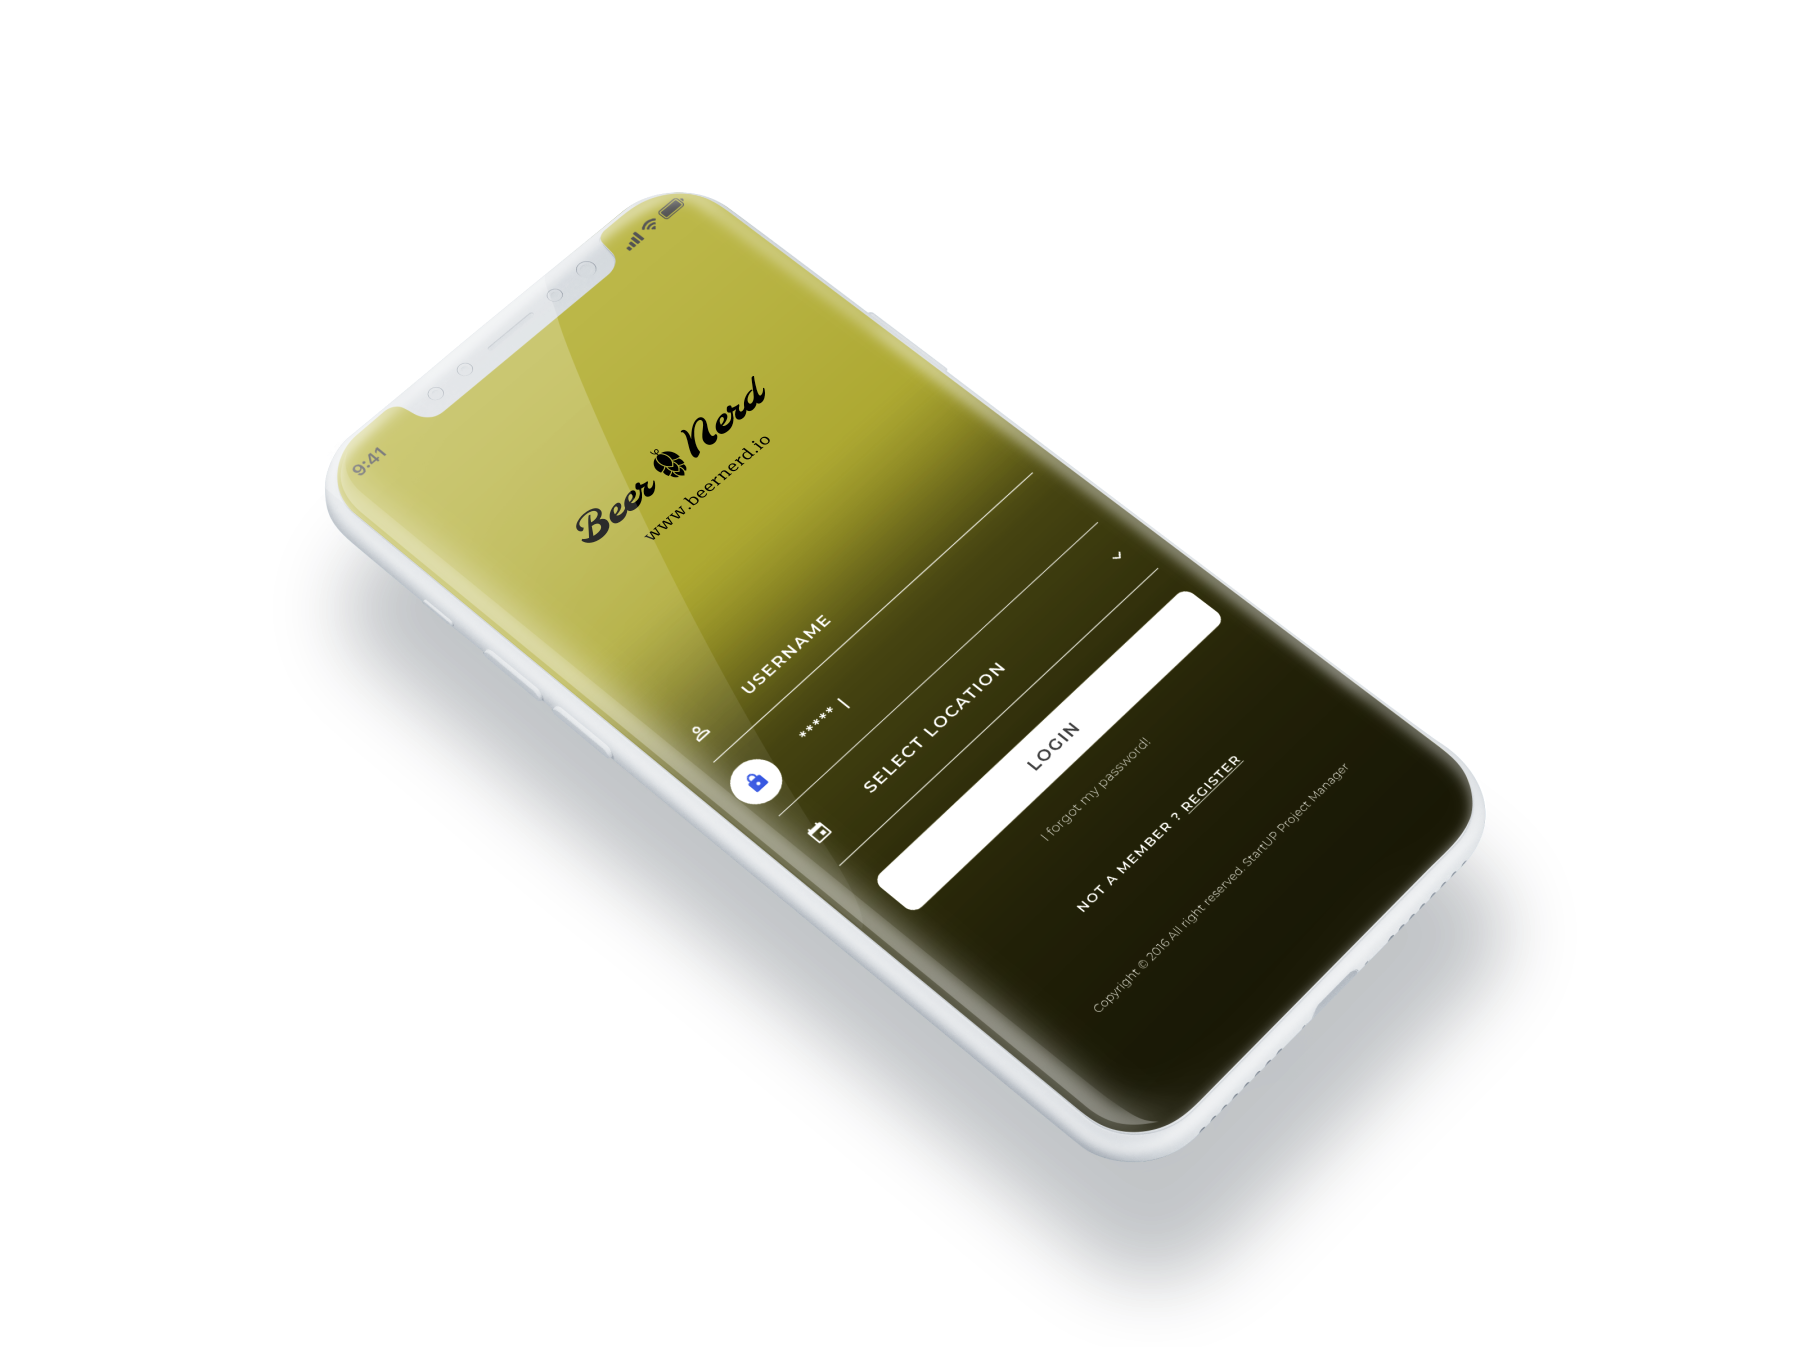 9:41
Beer Nerd
www.beernerd.io
USERNAME
***** |
SELECT LOCATION
LOGIN
I forgot my password!
NOT A MEMBER ? REGISTER
Copyright © 2016 All right reserved. StartUP Project Manager